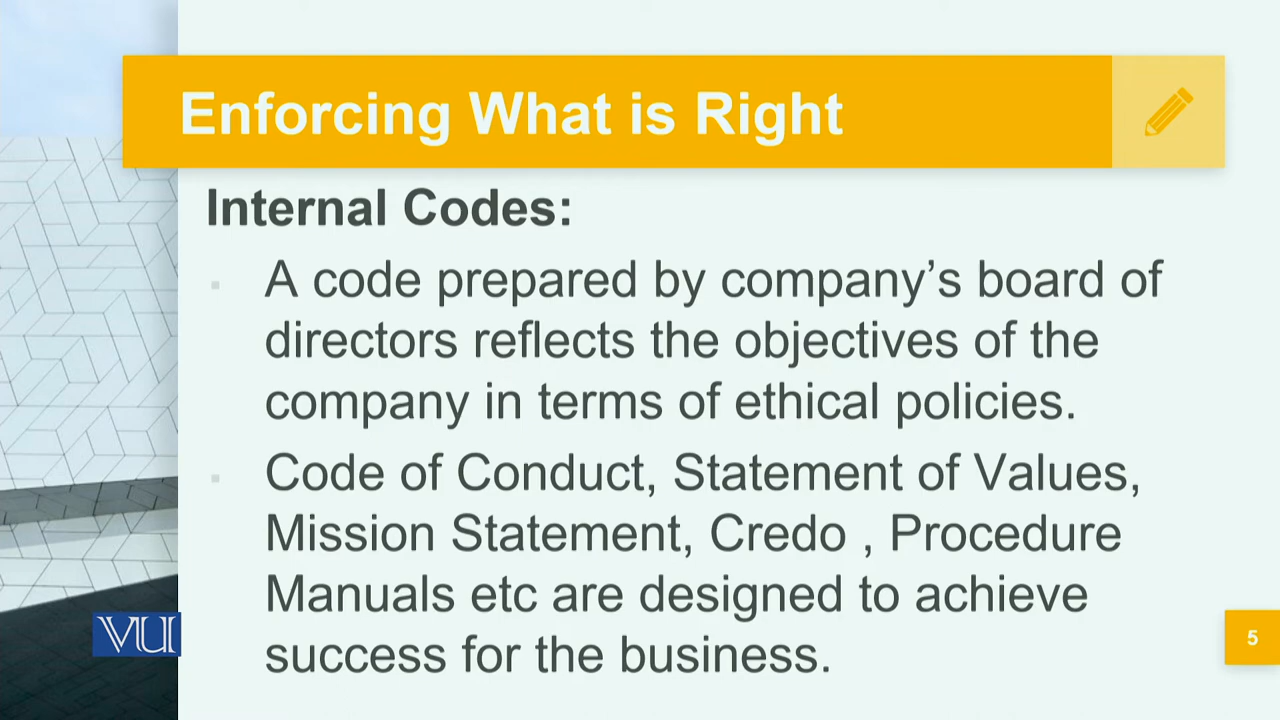 Enforcing What is Right
Internal Codes:
A code prepared by company’s board of
directors reflects the objectives of the
company in terms of ethical policies.
Code of Conduct, Statement of Values,
Mission Statement, Credo , Procedure
Manuals etc are designed to achieve
success for the business.
VU
5